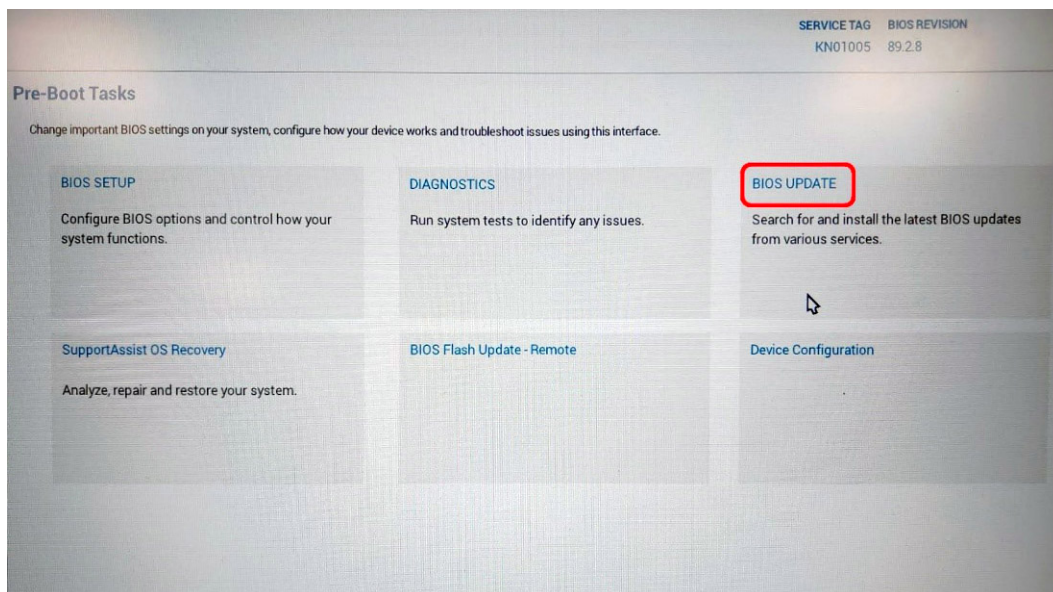 SERVICE TAG BIOS REVISION
KN01005 89.2.8
Pre-Boot Tasks
Change important BIOS settings on your system, configure how your device works and troubleshoot issues using this interface.
BIOS SETUP
Configure BIOS options and control how your
system functions.
DIAGNOSTICS
Run system tests to identify any issues.
BIOS UPDATE
Search for and install the latest BIOS updates
from various services.
SupportAssist OS Recovery
Analyze, repair and restore your system.
BIOS Flash Update - Remote
Device Configuration